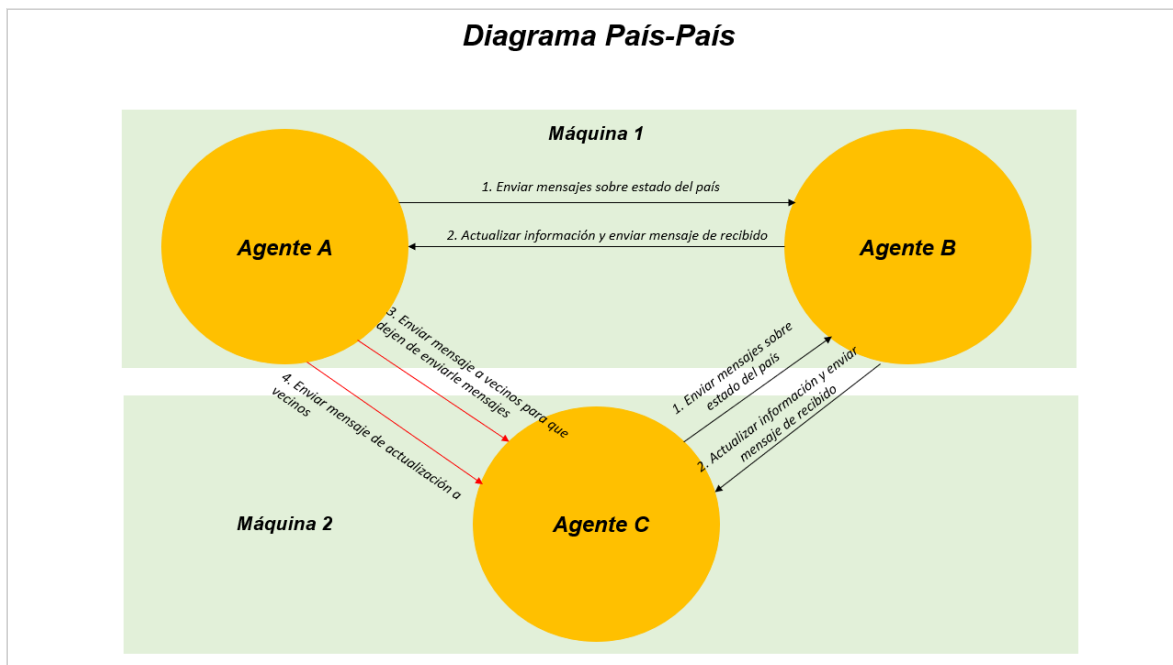 Diagrama País-País
Máquina 1
1. Enviar mensajes sobre estado del país
2. Actualizar información y enviar mensaje de recibido
Agente A
Agente B
3. Enviar mensaje a vecinos para que
dejen de enviarle mensajes
4. Enviar mensaje de actualización a
vecinos
1. Enviar mensajes sobre
estado del país
2. Actualizar información y enviar
mensaje de recibido
Máquina 2
Agente C